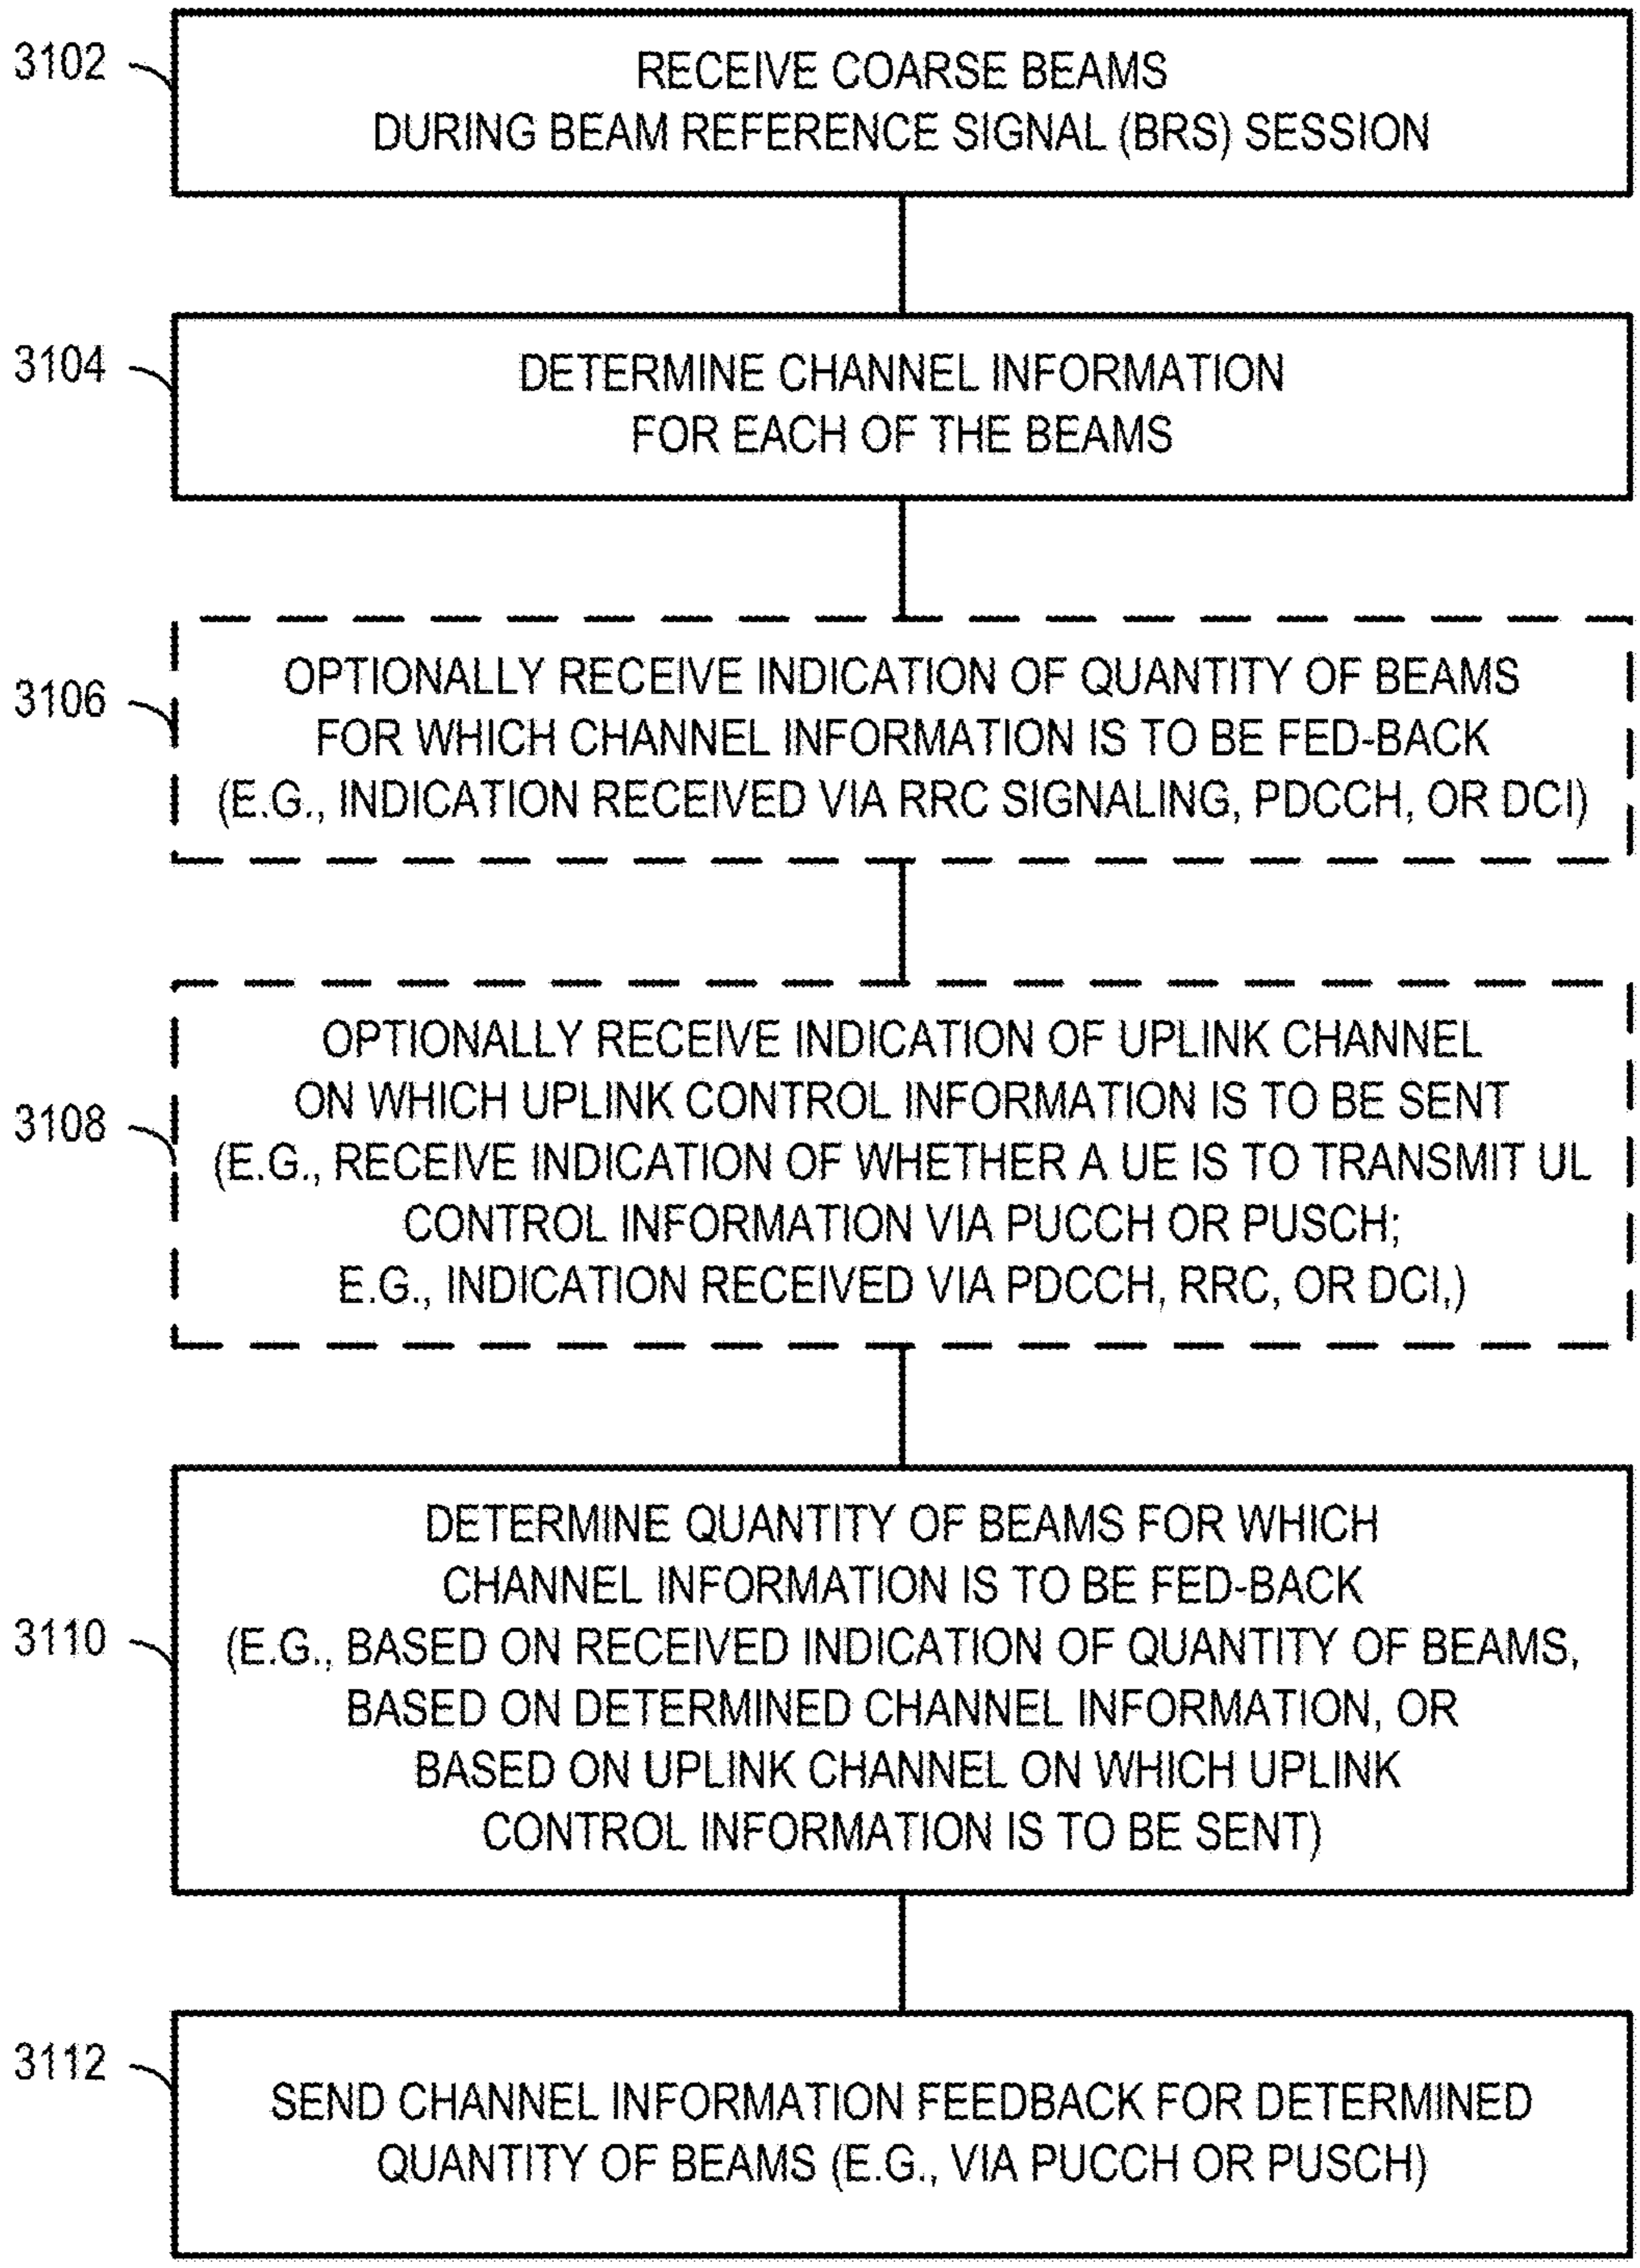 3102
RECEIVE COARSE BEAMS
DURING BEAM REFERENCE SIGNAL (BRS) SESSION
3104
DETERMINE CHANNEL INFORMATION
FOR EACH OF THE BEAMS
3106
OPTIONALLY RECEIVE INDICATION OF QUANTITY OF BEAMS
FOR WHICH CHANNEL INFORMATION IS TO BE FED-BACK
(E.G., INDICATION RECEIVED VIA RRC SIGNALING, PDCCH, OR DCI)
3108
OPTIONALLY RECEIVE INDICATION OF UPLINK CHANNEL
ON WHICH UPLINK CONTROL INFORMATION IS TO BE SENT
(E.G., RECEIVE INDICATION OF WHETHER A UE IS TO TRANSMIT UL
CONTROL INFORMATION VIA PUCCH OR PUSCH;
E.G., INDICATION RECEIVED VIA PDCCH, RRC, OR DCI,)
3110
DETERMINE QUANTITY OF BEAMS FOR WHICH
CHANNEL INFORMATION IS TO BE FED-BACK
(E.G., BASED ON RECEIVED INDICATION OF QUANTITY OF BEAMS,
BASED ON DETERMINED CHANNEL INFORMATION, OR
BASED ON UPLINK CHANNEL ON WHICH UPLINK
CONTROL INFORMATION IS TO BE SENT)
3112
SEND CHANNEL INFORMATION FEEDBACK FOR DETERMINED
QUANTITY OF BEAMS (E.G., VIA PUCCH OR PUSCH)